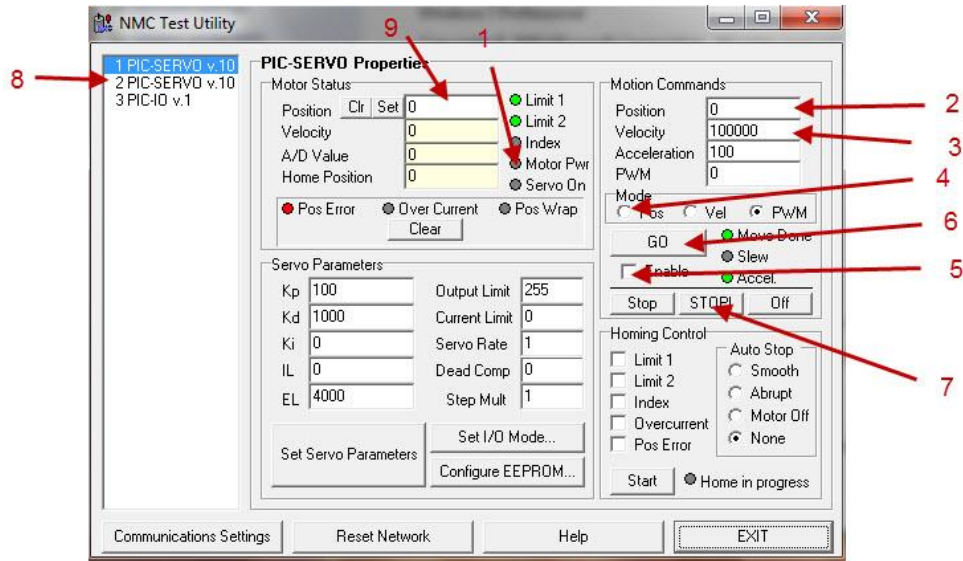 NMC Test Utility
9
1
8
1 PIC-SERVO v.10
2 PIC-SERVO v.10
3 PIC-IO v.1
PIC-SERVO Properties
Motor Status
Position Clr Set 0
Velocity 0
A/D Value 0
Home Position 0
Limit 1
Limit 2
Index
Motor Pwr
Servo On
Pos Error Over Current Pos Wrap
Clear
Servo Parameters
Kp 100 Output Limit 255
Kd 1000 Current Limit 0
Ki 0 Servo Rate 1
IL 0 Dead Comp 0
EL 4000 Step Mult 1
Set Servo Parameters
Set I/O Mode...
Configure EEPROM...
Motion Commands
Position 0
2
Velocity 100000
3
Acceleration 100
PWM 0
Mode
4
Pos Vel PWM
GO
6
Move Done
Slew
Enable
5
Accel.
Stop STOP! Off
7
Homing Control
Limit 1
Limit 2
Index
Overcurrent
Pos Error
Auto Stop
Smooth
Abrupt
Motor Off
None
Start Home in progress
Communications Settings Reset Network Help EXIT